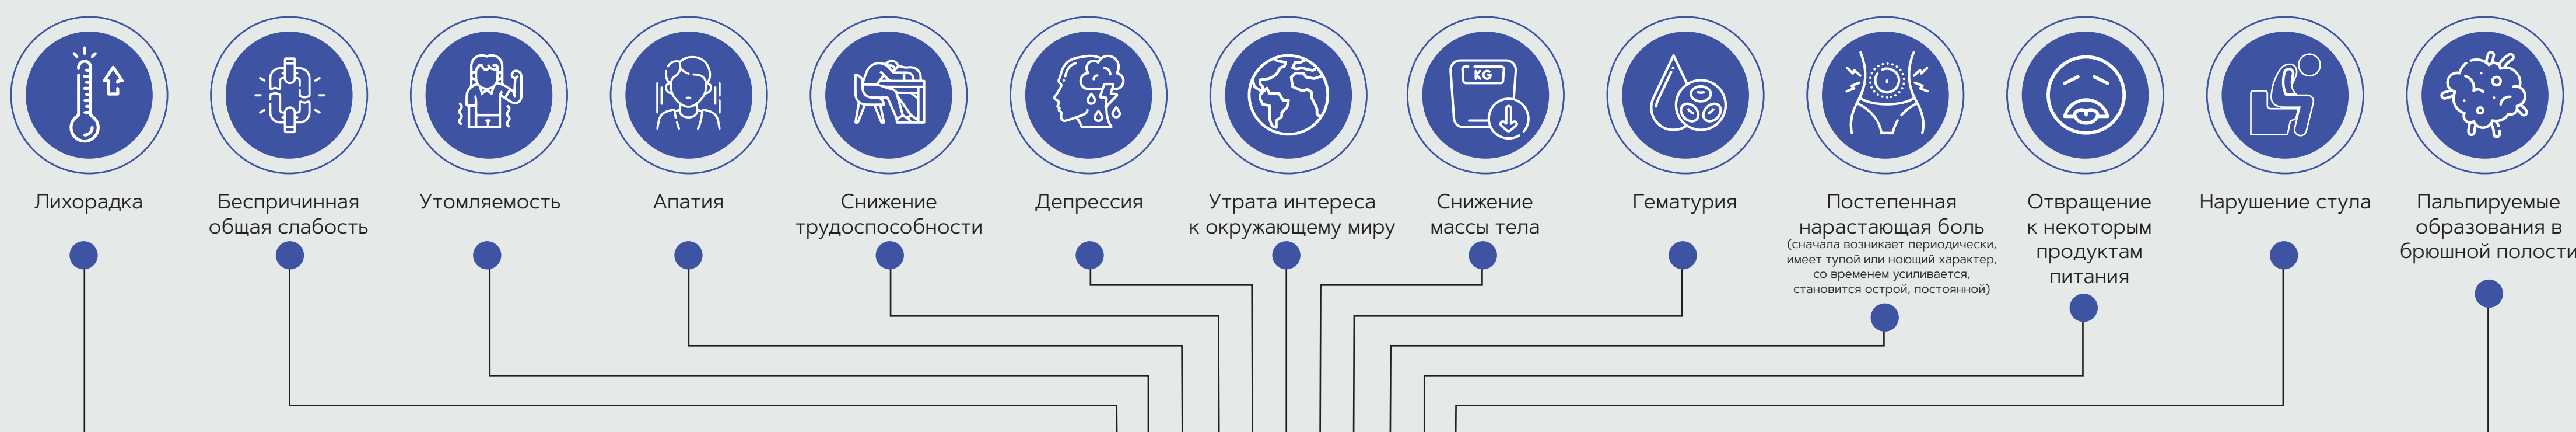 KG
Лихорадка
Беспричинная
общая слабость
Утомляемость
Апатия
Снижение
трудоспособности
Депрессия
Утрата интереса
к окружающему миру
Снижение
массы тела
Гематурия
Постепенная
нарастающая боль
(сначала возникает периодически,
имеет тупой или ноющий характер,
со временем усиливается,
становится острой, постоянной)
Отвращение
к некоторым
продуктам
питания
Нарушение стула
Пальпируемые
образования в
брюшной полости